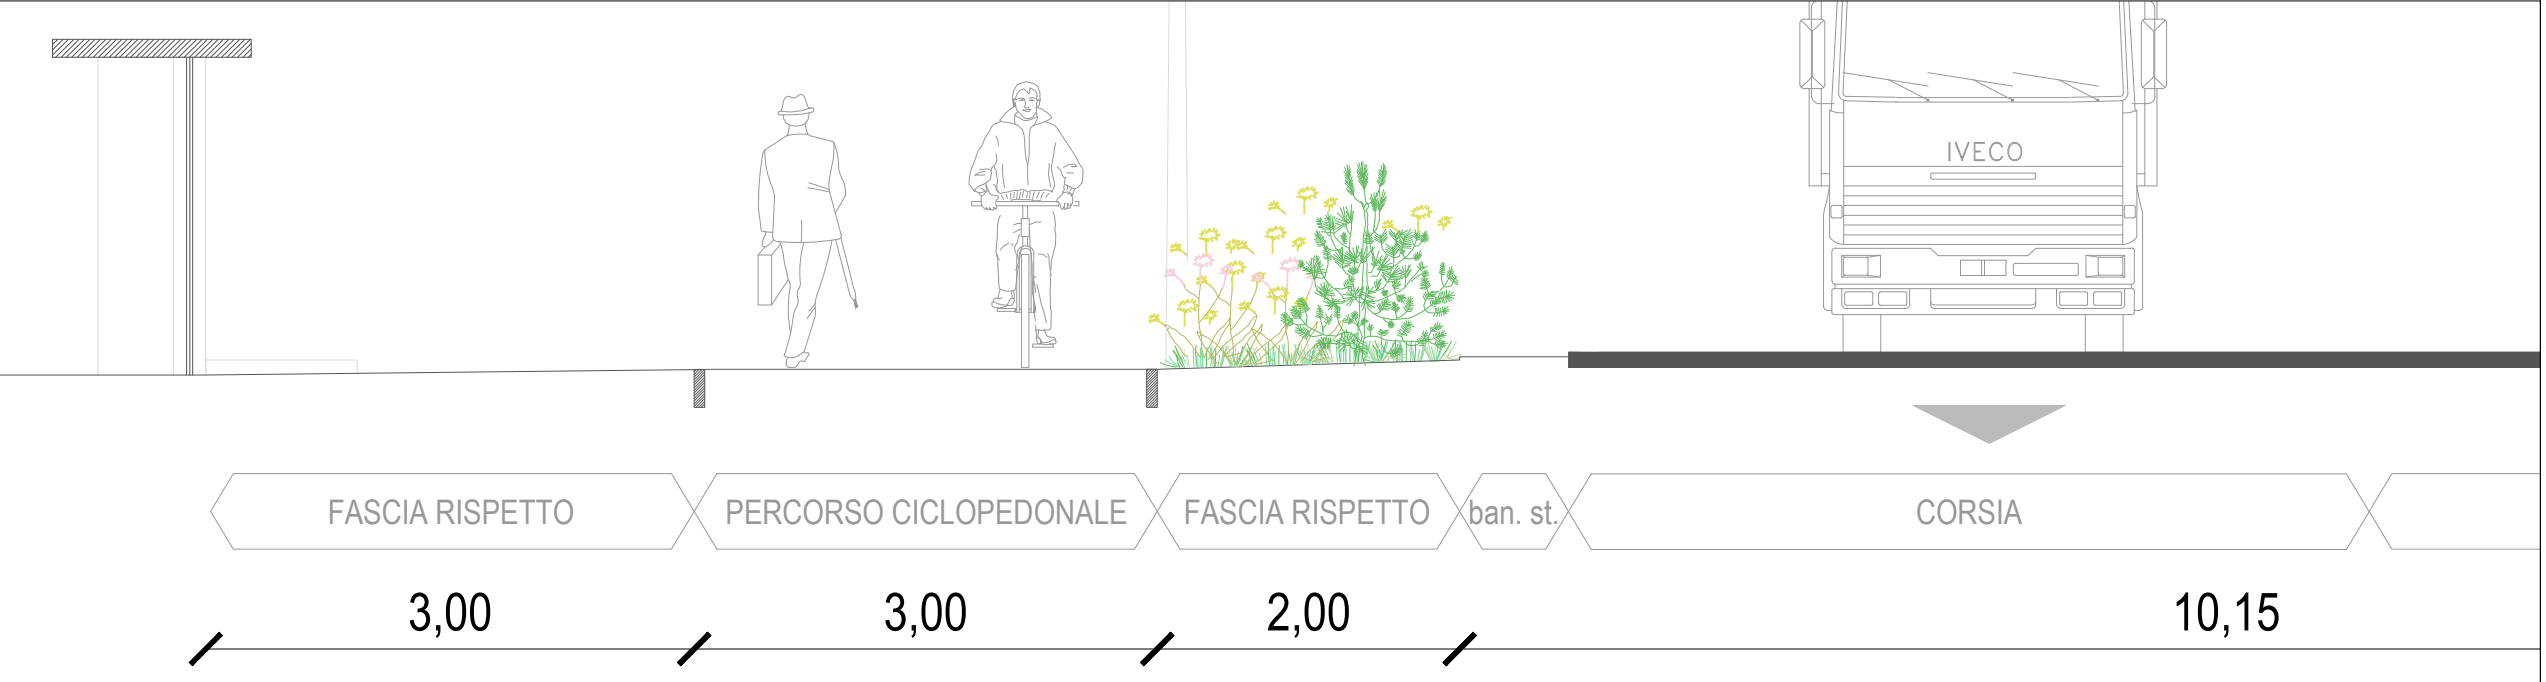 IVECO
FASCIA RISPETTO
PERCORSO CICLOPEDONALE
FASCIA RISPETTO
ban. st.
CORSIA
3,00
3,00
2,00
10,15